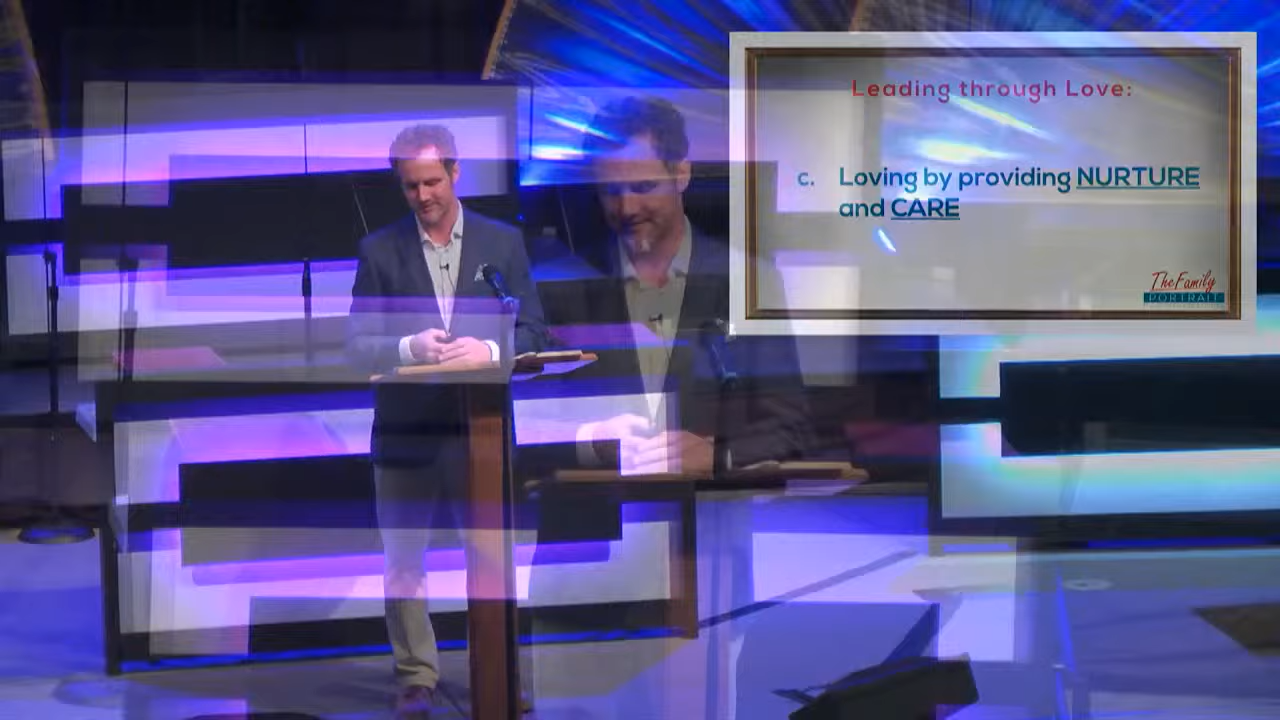 Leading through Love:
c. Loving by providing NURTURE
and CARE
The Family
PORTRAIT